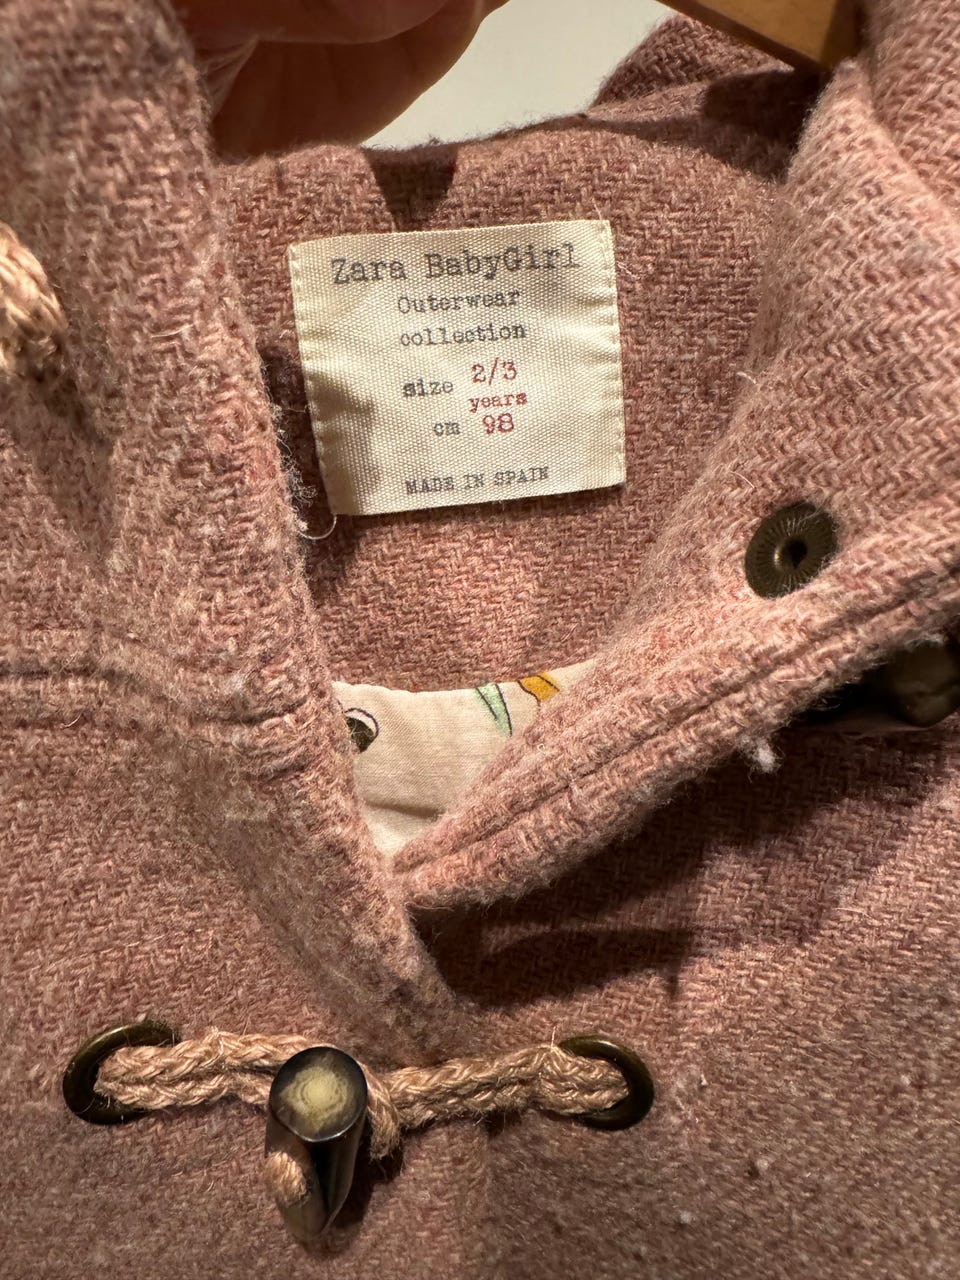 Zara BabyGirl
Outerwear
collection
size 2/3
years
cm 98
MADE IN SPAIN